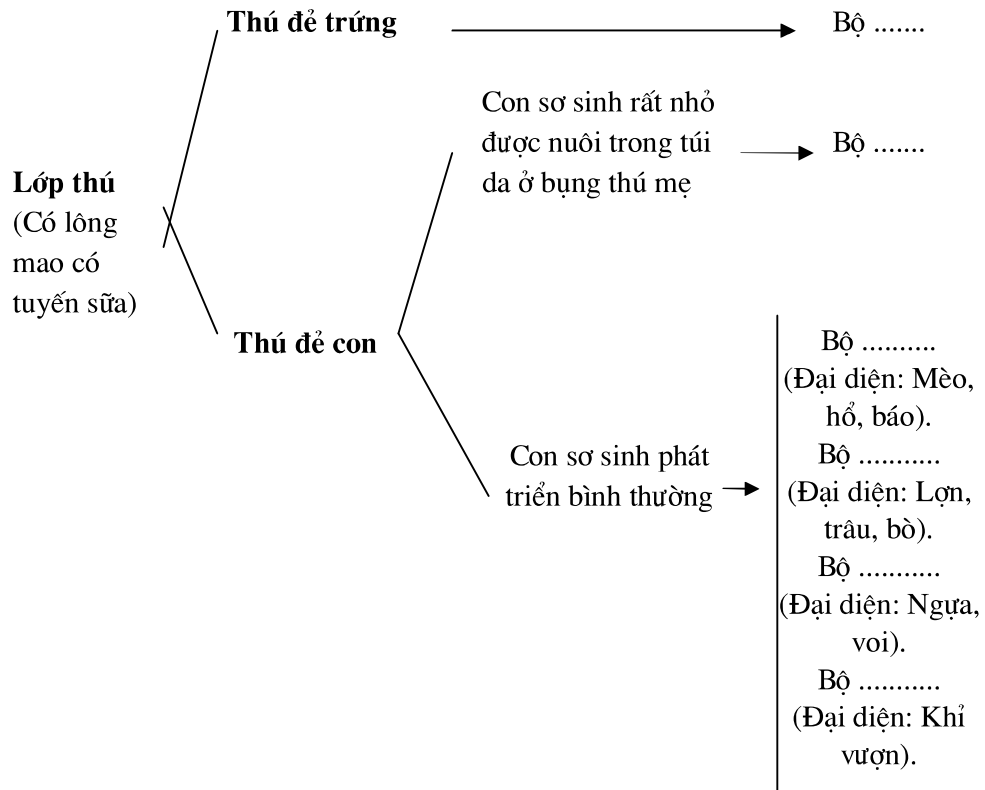 Thú đẻ trứng
Bộ .......
Con sơ sinh rất nhỏ
được nuôi trong túi
da ở bụng thú mẹ
Bộ .......
Lớp thú
(Có lông
mao có
tuyến sữa)
Thú đẻ con
Con sơ sinh phát
triển bình thường
Bộ ..........
(Đại diện: Mèo,
hổ, báo).
Bộ ...........
(Đại diện: Lợn,
trâu, bò).
Bộ ...........
(Đại diện: Ngựa,
voi).
Bộ ...........
(Đại diện: Khỉ
vượn).